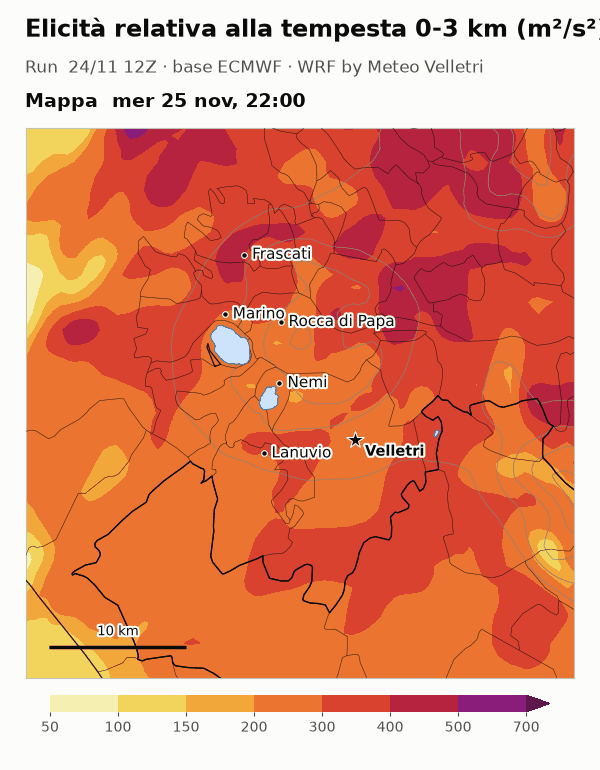 Elicità relativa alla tempesta 0-3 km (m²/s²)
Run 24/11 12Z · base ECMWF · WRF by Meteo Velletri
Mappa mer 25 nov, 22:00
Frascati
Marino
Rocca di Papa
Nemi
Velletri
Lanuvio
10 km
50 100 150 200 300 400 500 700